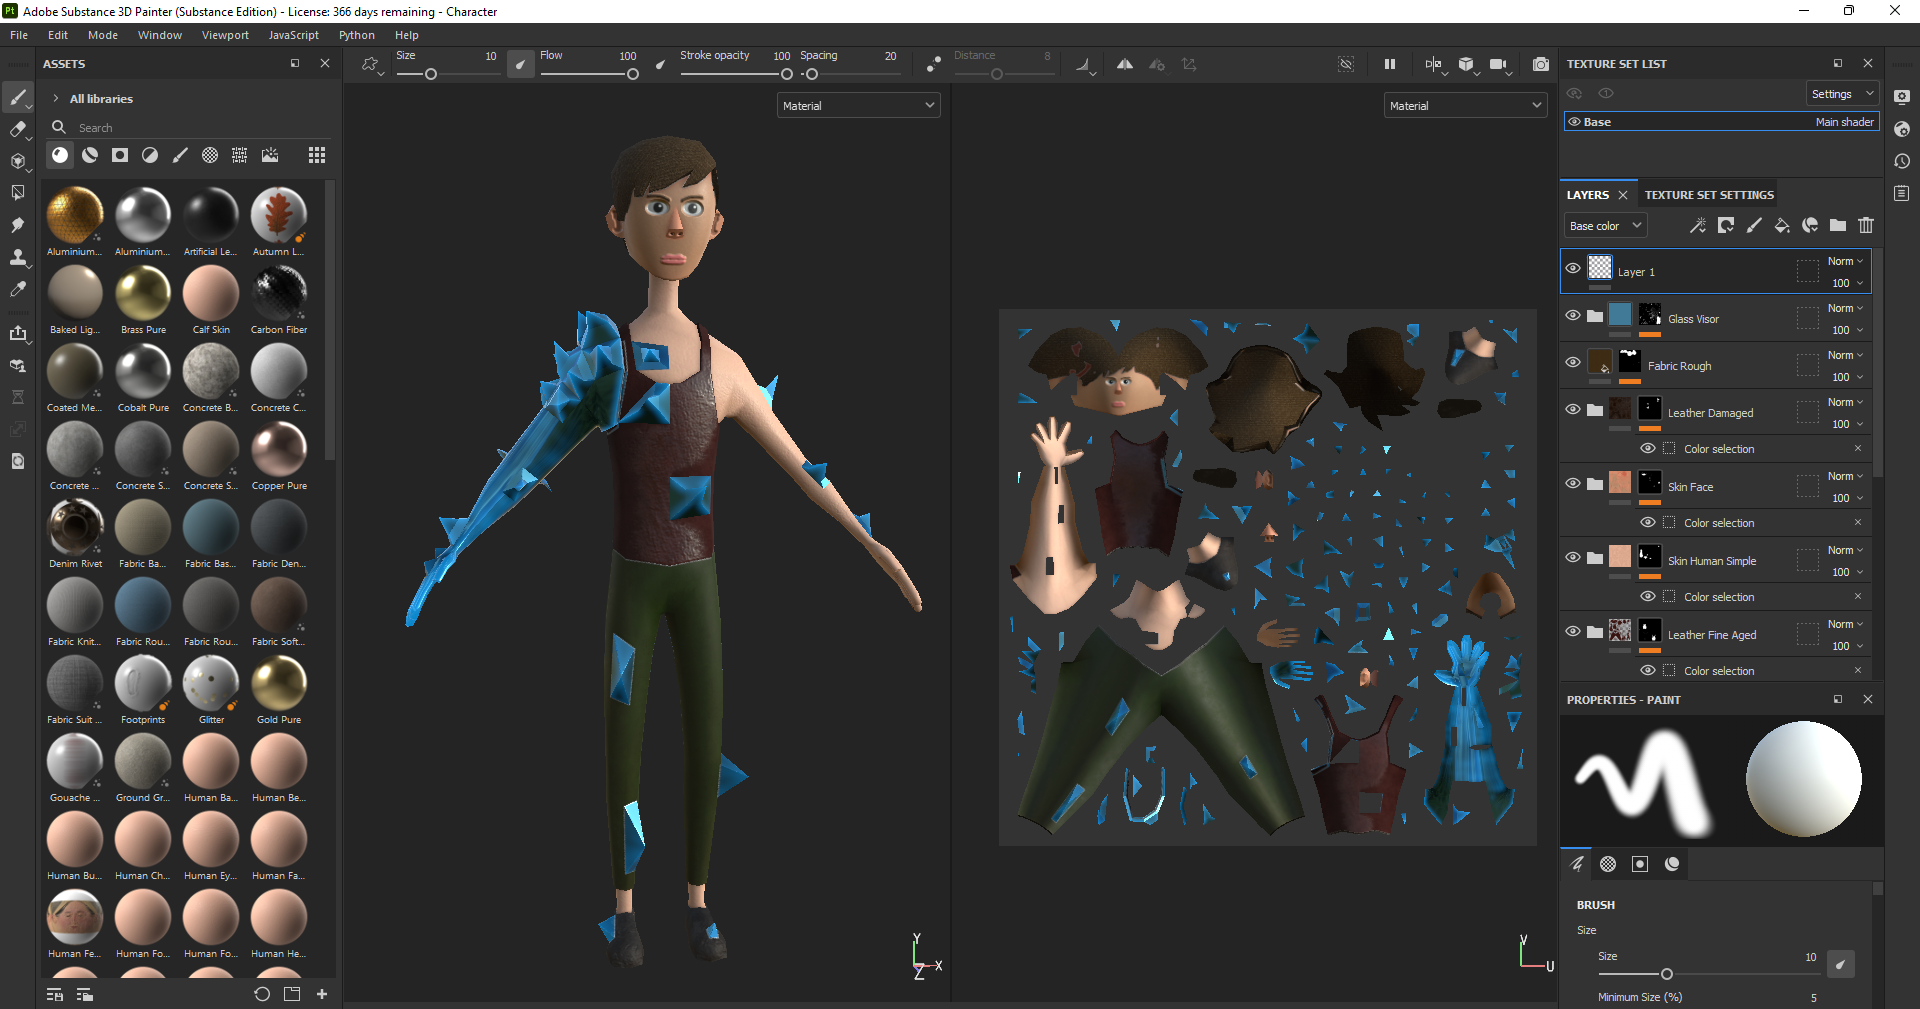 Pt Adobe Substance 3D Painter (Substance Edition) - License: 366 days remaining - Character
File Edit Mode Window Viewport JavaScript Python Help
ASSETS
All libraries
Search
Aluminium... Aluminium... Artificial Le... Autumn L...
Baked Lig... Brass Pure Calf Skin Carbon Fiber
Coated Me... Cobalt Pure Concrete B... Concrete C...
Concrete ... Concrete S... Concrete S... Copper Pure
Denim Rivet Fabric Ba... Fabric Bas... Fabric Den...
Fabric Knit... Fabric Rou... Fabric Rou... Fabric Soft...
Fabric Suit ... Footprints Glitter Gold Pure
Gouache ... Ground Gr... Human Ba... Human Be...
Human Bu... Human Ch... Human Ey... Human Fa...
Human Fe... Human Fo... Human Fo... Human He...
Size 10 Flow 100 Stroke opacity 100 Spacing 20 Distance 8
Material
Material
Y
X
Z
V
U
TEXTURE SET LIST
Settings
Base Main shader
LAYERS TEXTURE SET SETTINGS
Base color
Layer 1 Norm 100
Glass Visor Norm 100
Fabric Rough Norm 100
Leather Damaged Norm 100
Color selection
Skin Face Norm 100
Color selection
Skin Human Simple Norm 100
Color selection
Leather Fine Aged Norm 100
Color selection
PROPERTIES - PAINT
BRUSH
Size
Size 10
Minimum Size (%) 5